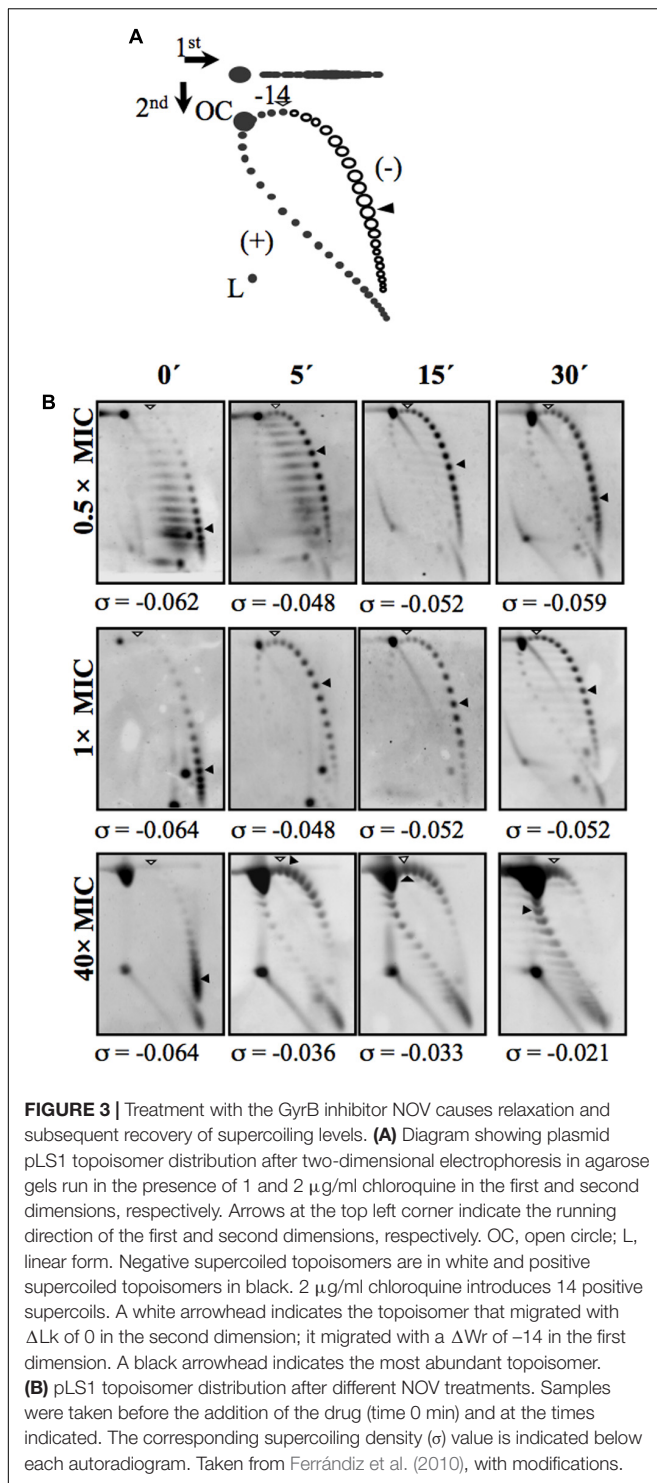 A
1st
2nd
OC
-14
(-)
(+)
L
B
0´ 5´ 15´ 30´
0.5 × MIC
σ = -0.062 σ = -0.048 σ = -0.052 σ = -0.059
1× MIC
σ = -0.064 σ = -0.048 σ = -0.052 σ = -0.052
40× MIC
σ = -0.064 σ = -0.036 σ = -0.033 σ = -0.021
FIGURE 3 | Treatment with the GyrB inhibitor NOV causes relaxation and
subsequent recovery of supercoiling levels. (A) Diagram showing plasmid
pLS1 topoisomer distribution after two-dimensional electrophoresis in agarose
gels run in the presence of 1 and 2 μg/ml chloroquine in the first and second
dimensions, respectively. Arrows at the top left corner indicate the running
direction of the first and second dimensions, respectively. OC, open circle; L,
linear form. Negative supercoiled topoisomers are in white and positive
supercoiled topoisomers in black. 2 μg/ml chloroquine introduces 14 positive
supercoils. A white arrowhead indicates the topoisomer that migrated with
ΔLk of 0 in the second dimension; it migrated with a ΔWr of –14 in the first
dimension. A black arrowhead indicates the most abundant topoisomer.
(B) pLS1 topoisomer distribution after different NOV treatments. Samples
were taken before the addition of the drug (time 0 min) and at the times
indicated. The corresponding supercoiling density (σ) value is indicated below
each autoradiogram. Taken from Ferrándiz et al. (2010), with modifications.